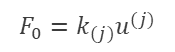 F₀ = k₍ⱼ₎u⁽ʲ⁾